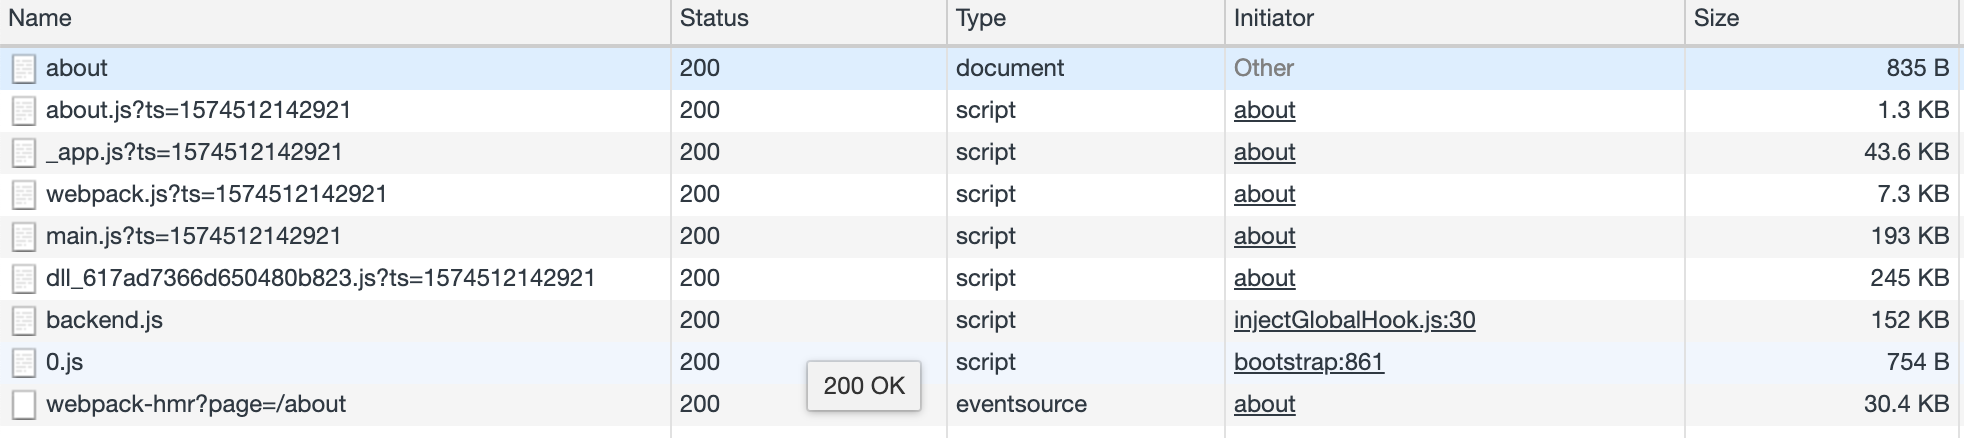 Name Status Type Initiator Size
about 200 document Other 835 B
about.js?ts=1574512142921 200 script about 1.3 KB
_app.js?ts=1574512142921 200 script about 43.6 KB
webpack.js?ts=1574512142921 200 script about 7.3 KB
main.js?ts=1574512142921 200 script about 193 KB
dll_617ad7366d650480b823.js?ts=1574512142921 200 script about 245 KB
backend.js 200 script injectGlobalHook.js:30 152 KB
0.js 200 script bootstrap:861 754 B
200 OK
webpack-hmr?page=/about 200 eventsource about 30.4 KB